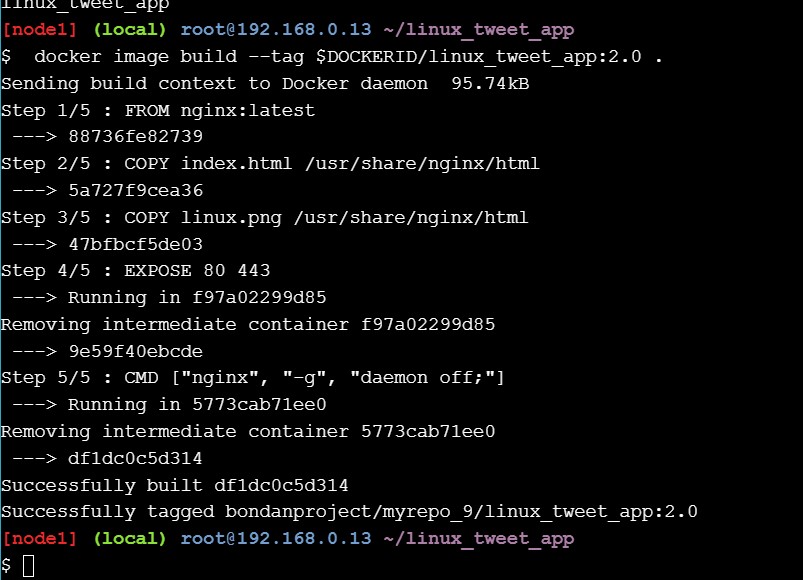 linux_tweet_app
[node1] (local) root@192.168.0.13 ~/linux_tweet_app
$  docker image build --tag $DOCKERID/linux_tweet_app:2.0 .
Sending build context to Docker daemon  95.74kB
Step 1/5 : FROM nginx:latest
 ---> 88736fe82739
Step 2/5 : COPY index.html /usr/share/nginx/html
 ---> 5a727f9cea36
Step 3/5 : COPY linux.png /usr/share/nginx/html
 ---> 47bfbcf5de03
Step 4/5 : EXPOSE 80 443
 ---> Running in f97a02299d85
Removing intermediate container f97a02299d85
 ---> 9e59f40ebcde
Step 5/5 : CMD ["nginx", "-g", "daemon off;"]
 ---> Running in 5773cab71ee0
Removing intermediate container 5773cab71ee0
 ---> df1dc0c5d314
Successfully built df1dc0c5d314
Successfully tagged bondanproject/myrepo_9/linux_tweet_app:2.0
[node1] (local) root@192.168.0.13 ~/linux_tweet_app
$